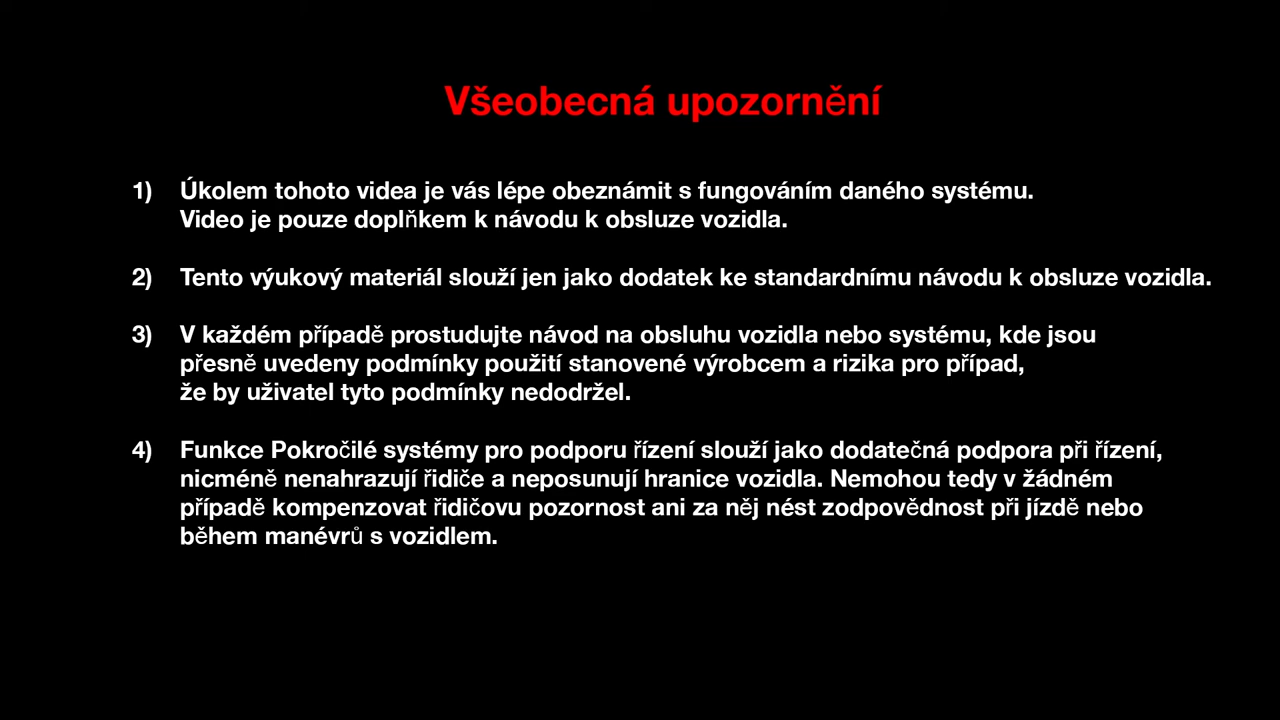 Všeobecná upozornění
1) Úkolem tohoto videa je vás lépe obeznámit s fungováním daného systému.
Video je pouze doplňkem k návodu k obsluze vozidla.
2) Tento výukový materiál slouží jen jako dodatek ke standardnímu návodu k obsluze vozidla.
3) V každém případě prostudujte návod na obsluhu vozidla nebo systému, kde jsou
přesně uvedeny podmínky použití stanovené výrobcem a rizika pro případ,
že by uživatel tyto podmínky nedodržel.
4) Funkce Pokročilé systémy pro podporu řízení slouží jako dodatečná podpora při řízení,
nicméně nenahrazují řidiče a neposunují hranice vozidla. Nemohou tedy v žádném
případě kompenzovat řidičovu pozornost ani za něj nést zodpovědnost při jízdě nebo
během manévrů s vozidlem.